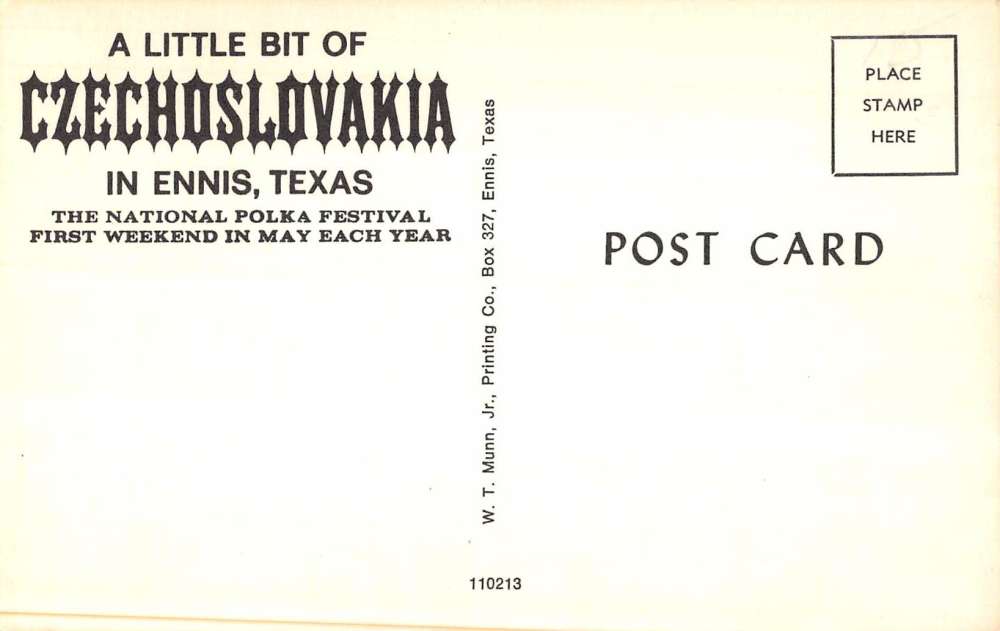 A LITTLE BIT OF
CZECHOSLOVAKIA
IN ENNIS, TEXAS
THE NATIONAL POLKA FESTIVAL
FIRST WEEKEND IN MAY EACH YEAR
W. T. Munn, Jr., Printing Co., Box 327, Ennis, Texas
110213
PLACE
STAMP
HERE
POST CARD